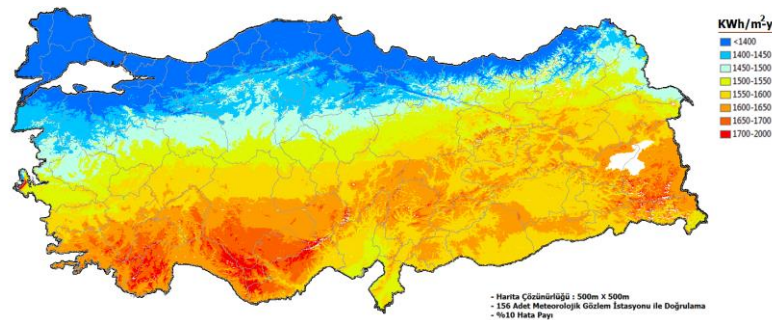 KWh/m²-y
<1400
1400-1450
1450-1500
1500-1550
1550-1600
1600-1650
1650-1700
1700-2000
- Harita Çözünürlüğü : 500m X 500m
- 156 Adet Meteorolojik Gözlem İstasyonu ile Doğrulama
- %10 Hata Payı